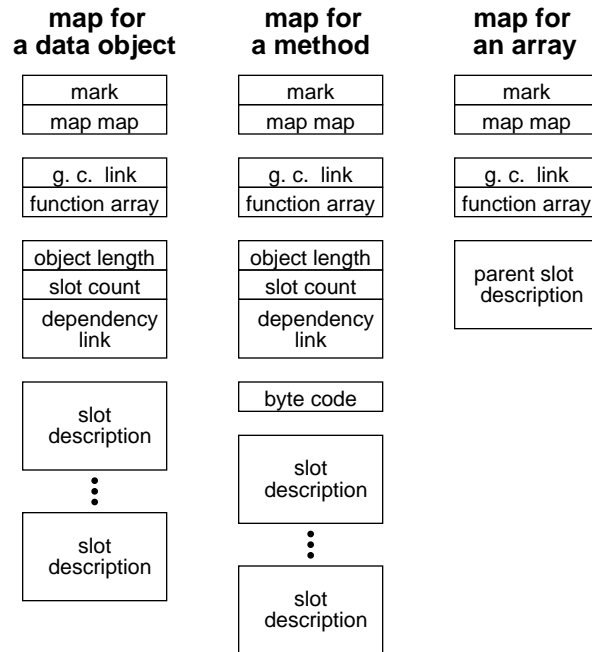 map for
a data object
mark
map map
g. c. link
function array
object length
slot count
dependency
link
slot
description
slot
description
map for
a method
mark
map map
g. c. link
function array
object length
slot count
dependency
link
byte code
slot
description
slot
description
map for
an array
mark
map map
g. c. link
function array
parent slot
description